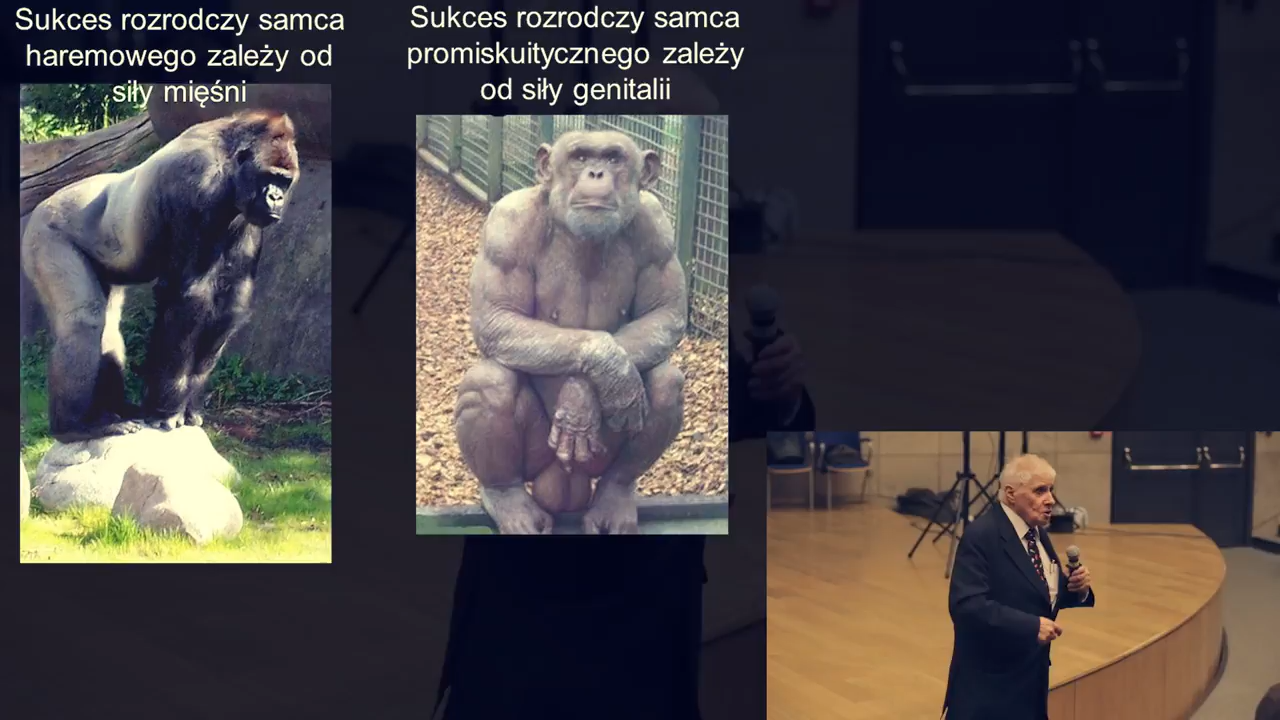 Sukces rozrodczy samca
haremowego zależy od
siły mięśni
Sukces rozrodczy samca
promiskuitycznego zależy
od siły genitalii